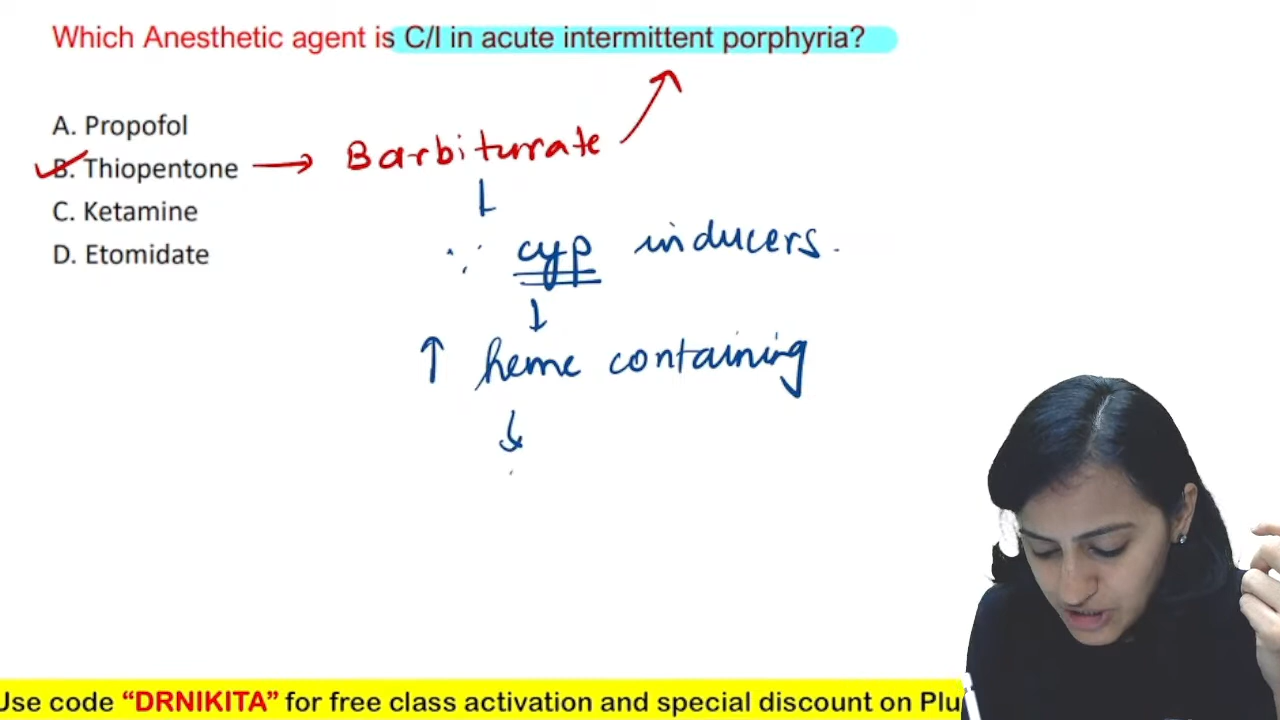 Which Anesthetic agent is C/I in acute intermittent porphyria?
A. Propofol
B. Thiopentone → Barbiturate
C. Ketamine
D. Etomidate
∵ cyp inducers.
↑ heme containing
Use code “DRNIKITA” for free class activation and special discount on Plu